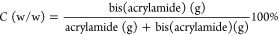 C (w/w) = bis(acrylamide) (g) / acrylamide (g) + bis(acrylamide)(g) 100%